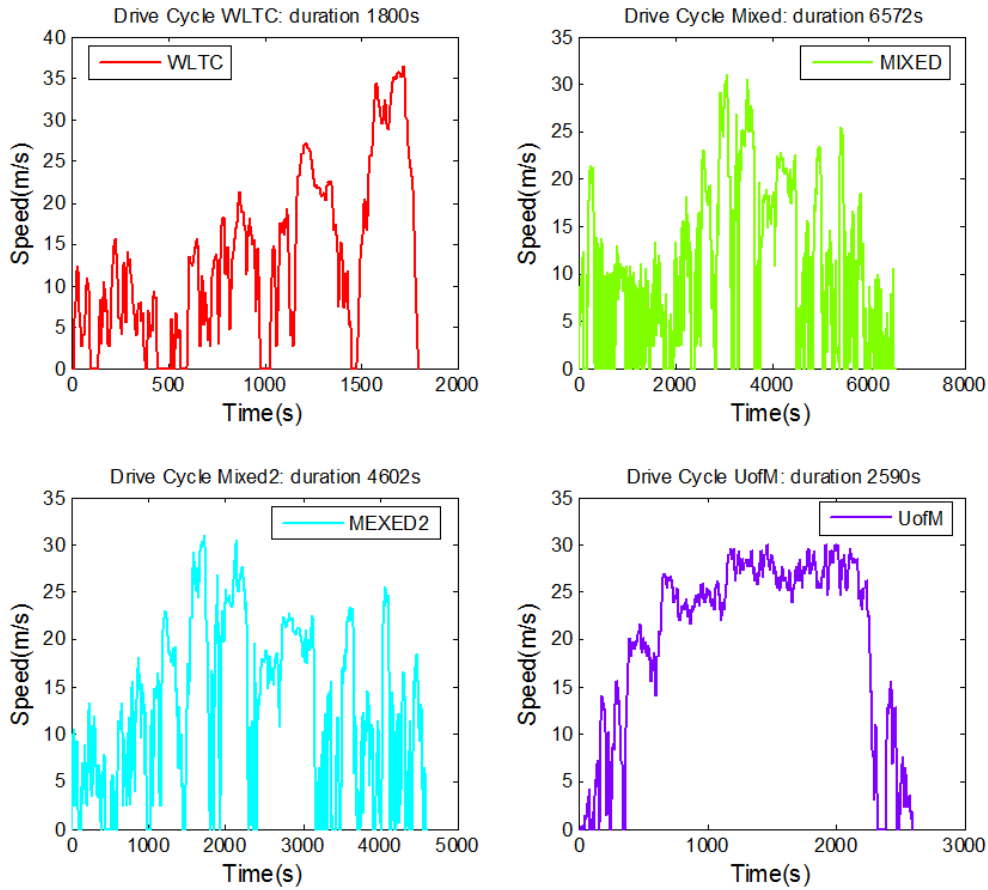 Drive Cycle WLTC: duration 1800s
40
35
30
25
20
15
10
5
0
Speed(m/s)
WLTC
0 500 1000 1500 2000
Time(s)
Drive Cycle Mixed: duration 6572s
35
30
25
20
15
10
5
0
Speed(m/s)
MIXED
0 2000 4000 6000 8000
Time(s)
Drive Cycle Mixed2: duration 4602s
35
30
25
20
15
10
5
0
Speed(m/s)
MEXED2
0 1000 2000 3000 4000 5000
Time(s)
Drive Cycle UofM: duration 2590s
35
30
25
20
15
10
5
0
Speed(m/s)
UofM
0 1000 2000 3000
Time(s)